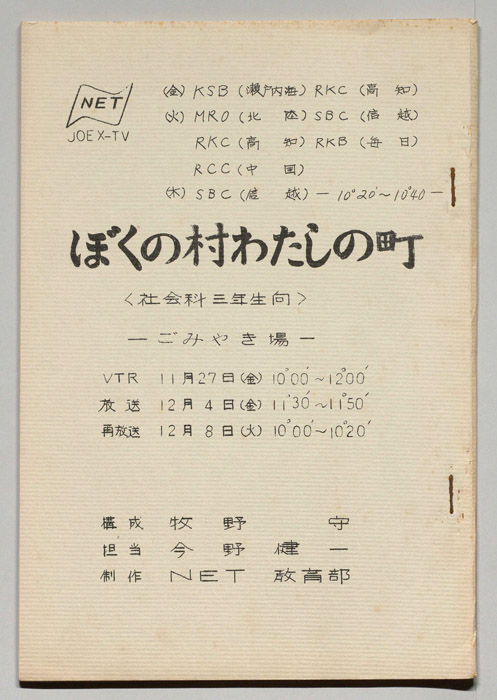 NET
JOEX-TV
(金) KSB (瀬戸内海) RKC (高知)
(火) MRO (北陸) SBC (信越)
RKC (高知) RKB (毎日)
RCC (中国)
(木) SBC (信越) — 10°20′〜10°40 —
ぼくの村わたしの町
〈社会科三年生向〉
— ごみやき場 —
VTR 11月27日(金) 10°00′〜12°00′
放送 12月4日(金) 11°30′〜11°50′
再放送 12月8日(火) 10°00′〜10°20′
構成 牧野 守
担当 今野 健一
制作 NET 教育部